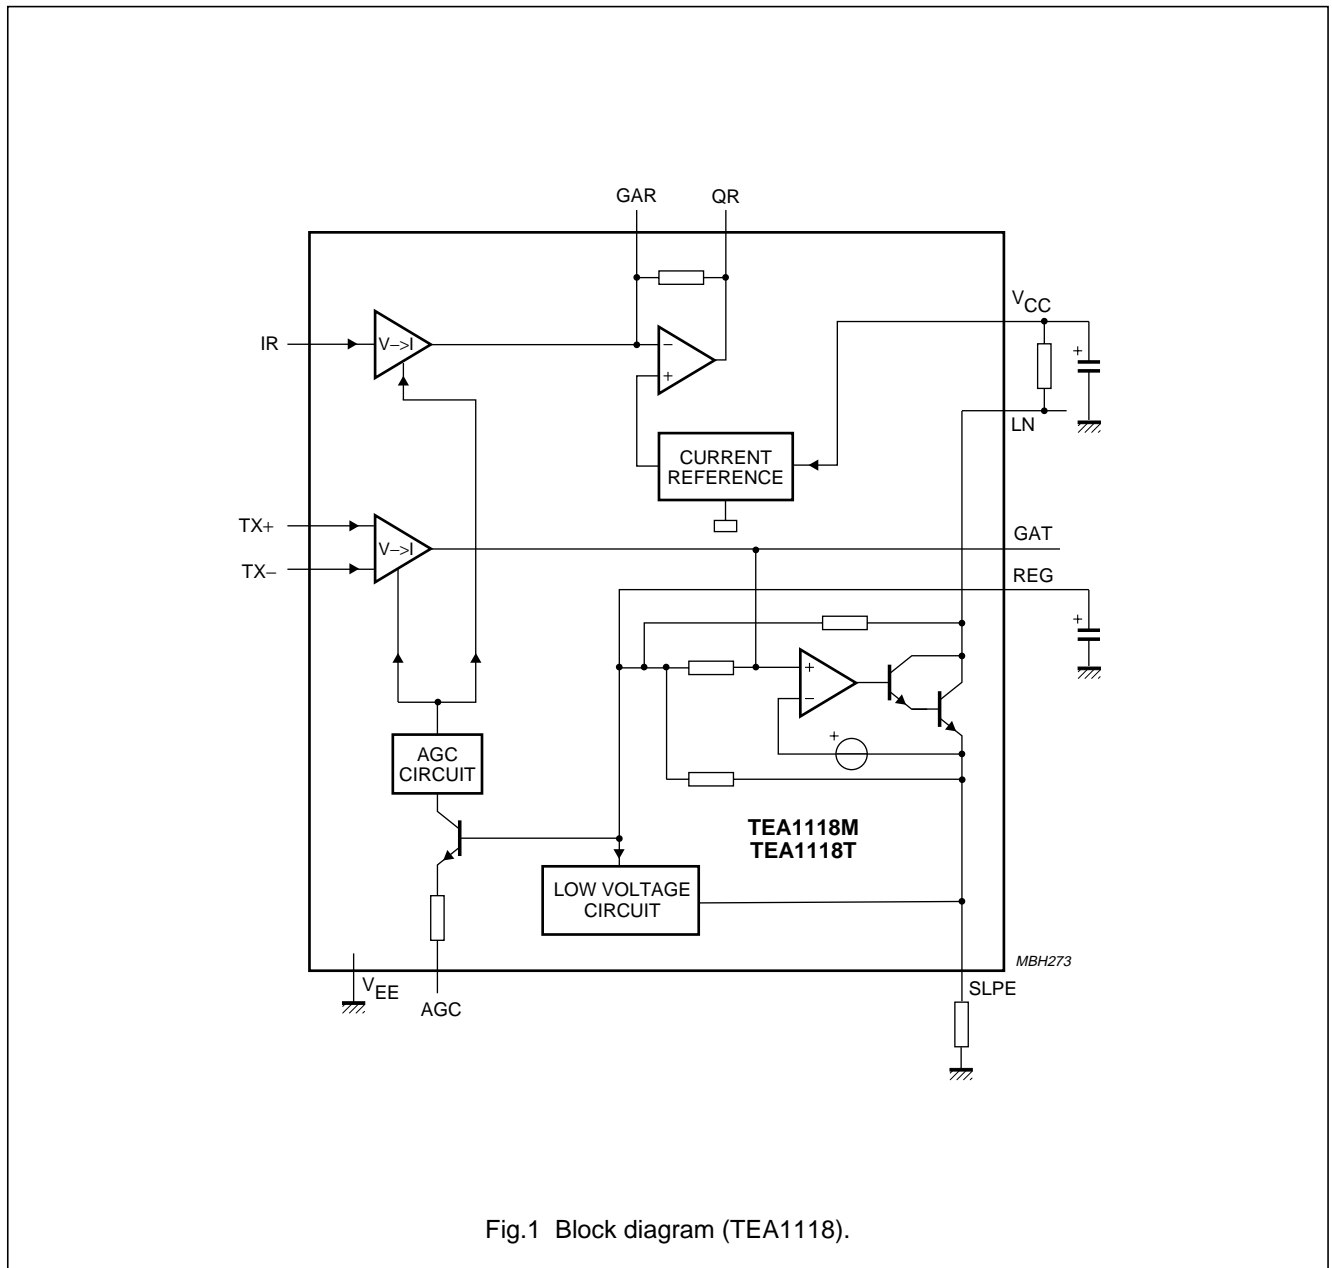 GAR
QR
V CC
IR
V−>I
−
+
+
LN
CURRENT
REFERENCE
TX+
V−>I
TX−
GAT
REG
+
+
−
+
AGC
CIRCUIT
TEA1118M
TEA1118T
LOW VOLTAGE
CIRCUIT
MBH273
V EE
AGC
SLPE
Fig.1 Block diagram (TEA1118).